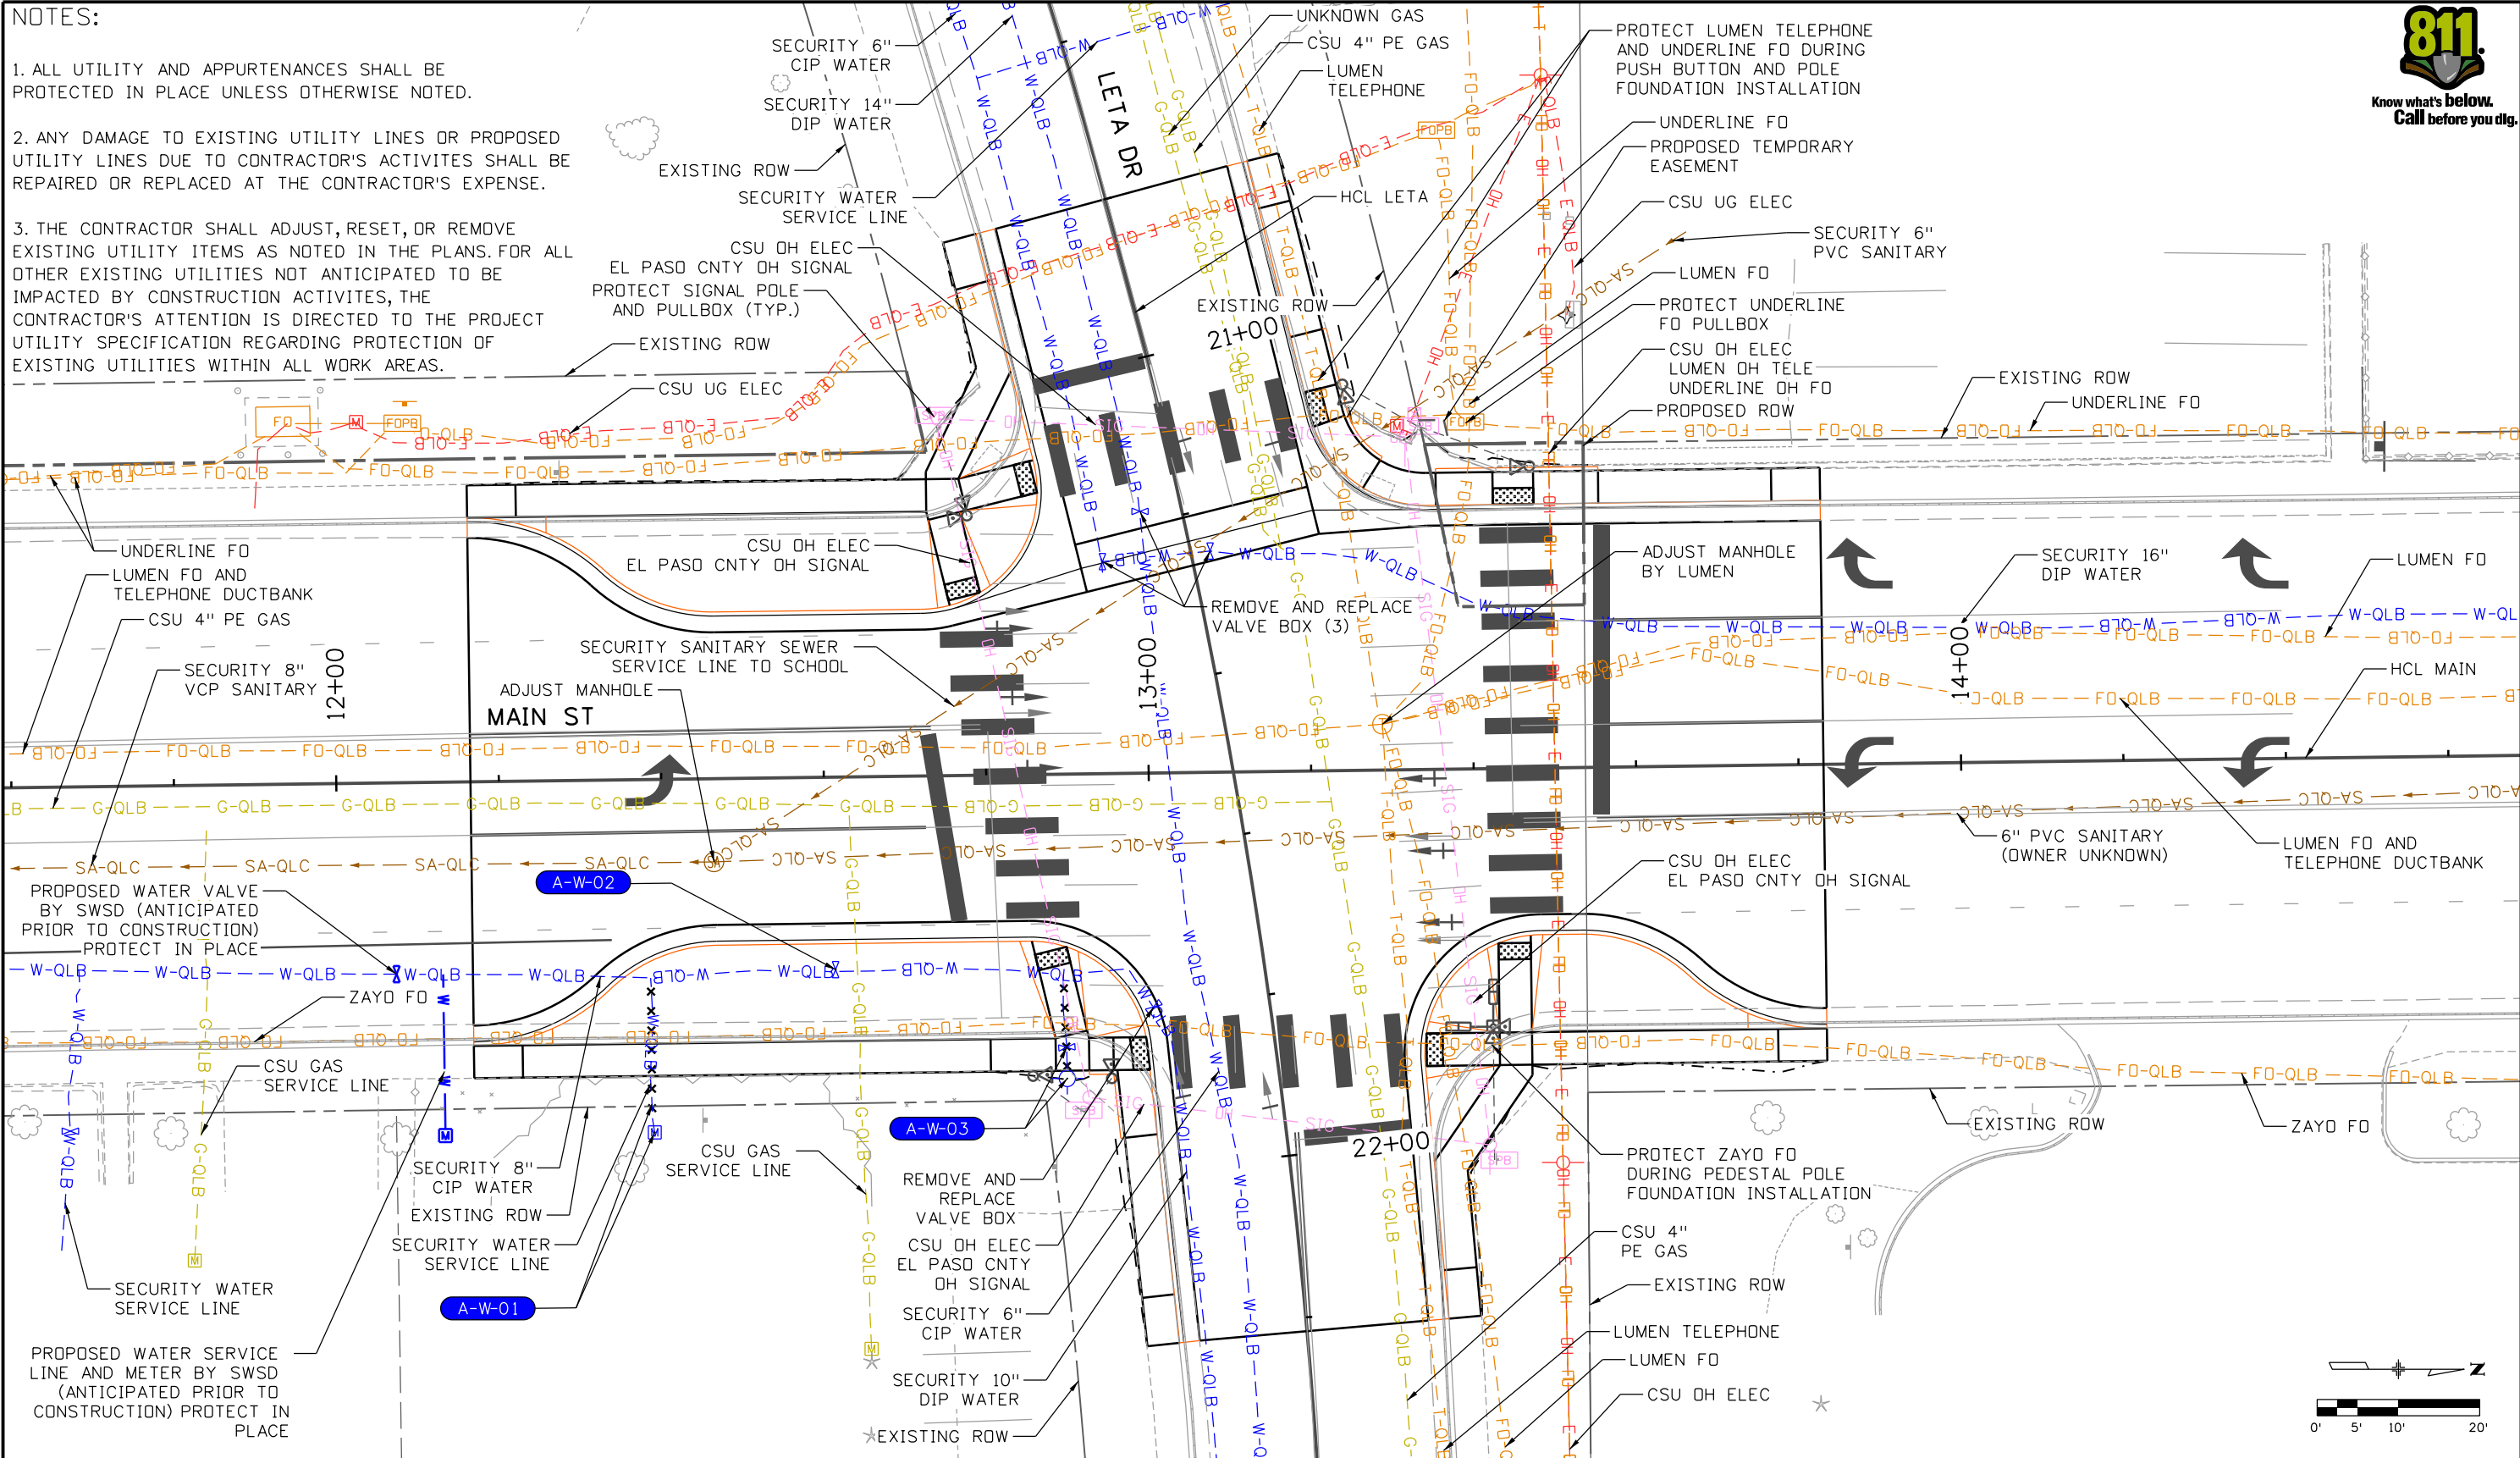 NOTES:
1. ALL UTILITY AND APPURTENANCES SHALL BE
PROTECTED IN PLACE UNLESS OTHERWISE NOTED.
2. ANY DAMAGE TO EXISTING UTILITY LINES OR PROPOSED
UTILITY LINES DUE TO CONTRACTOR'S ACTIVITES SHALL BE
REPAIRED OR REPLACED AT THE CONTRACTOR'S EXPENSE.
3. THE CONTRACTOR SHALL ADJUST, RESET, OR REMOVE
EXISTING UTILITY ITEMS AS NOTED IN THE PLANS. FOR ALL
OTHER EXISTING UTILITIES NOT ANTICIPATED TO BE
IMPACTED BY CONSTRUCTION ACTIVITES, THE
CONTRACTOR'S ATTENTION IS DIRECTED TO THE PROJECT
UTILITY SPECIFICATION REGARDING PROTECTION OF
EXISTING UTILITIES WITHIN ALL WORK AREAS.
SECURITY 6"
CIP WATER
SECURITY 14"
DIP WATER
EXISTING ROW
SECURITY WATER
SERVICE LINE
CSU OH ELEC
EL PASO CNTY OH SIGNAL
PROTECT SIGNAL POLE
AND PULLBOX (TYP.)
EXISTING ROW
CSU UG ELEC
LETA DR
UNKNOWN GAS
CSU 4" PE GAS
LUMEN
TELEPHONE
HCL LETA
EXISTING ROW
21+00
PROTECT LUMEN TELEPHONE
AND UNDERLINE FO DURING
PUSH BUTTON AND POLE
FOUNDATION INSTALLATION
UNDERLINE FO
PROPOSED TEMPORARY
EASEMENT
CSU UG ELEC
SECURITY 6"
PVC SANITARY
LUMEN FO
PROTECT UNDERLINE
FO PULLBOX
CSU OH ELEC
LUMEN OH TELE
UNDERLINE OH FO
PROPOSED ROW
EXISTING ROW
UNDERLINE FO
811.
Know what's below.
Call before you dig.
FO
M
FOPB
FOPB
FOPB
M
UNDERLINE FO
LUMEN FO AND
TELEPHONE DUCTBANK
CSU 4" PE GAS
SECURITY 8"
VCP SANITARY
12+00
MAIN ST
CSU OH ELEC
EL PASO CNTY OH SIGNAL
SECURITY SANITARY SEWER
SERVICE LINE TO SCHOOL
ADJUST MANHOLE
13+00
REMOVE AND REPLACE
VALVE BOX (3)
ADJUST MANHOLE
BY LUMEN
SECURITY 16"
DIP WATER
LUMEN FO
14+00
HCL MAIN
6" PVC SANITARY
(OWNER UNKNOWN)
LUMEN FO AND
TELEPHONE DUCTBANK
CSU OH ELEC
EL PASO CNTY OH SIGNAL
PROPOSED WATER VALVE
BY SWSD (ANTICIPATED
PRIOR TO CONSTRUCTION)
PROTECT IN PLACE
A-W-02
ZAYO FO
CSU GAS
SERVICE LINE
SECURITY 8"
CIP WATER
EXISTING ROW
SECURITY WATER
SERVICE LINE
A-W-01
SECURITY WATER
SERVICE LINE
PROPOSED WATER SERVICE
LINE AND METER BY SWSD
(ANTICIPATED PRIOR TO
CONSTRUCTION) PROTECT IN
PLACE
CSU GAS
SERVICE LINE
A-W-03
SPB
REMOVE AND
REPLACE
VALVE BOX
CSU OH ELEC
EL PASO CNTY
OH SIGNAL
SECURITY 6"
CIP WATER
SECURITY 10"
DIP WATER
EXISTING ROW
22+00
SPB
PROTECT ZAYO FO
DURING PEDESTAL POLE
FOUNDATION INSTALLATION
CSU 4"
PE GAS
EXISTING ROW
LUMEN TELEPHONE
LUMEN FO
CSU OH ELEC
EXISTING ROW
ZAYO FO
M
M
M
M
N
0' 5' 10' 20'